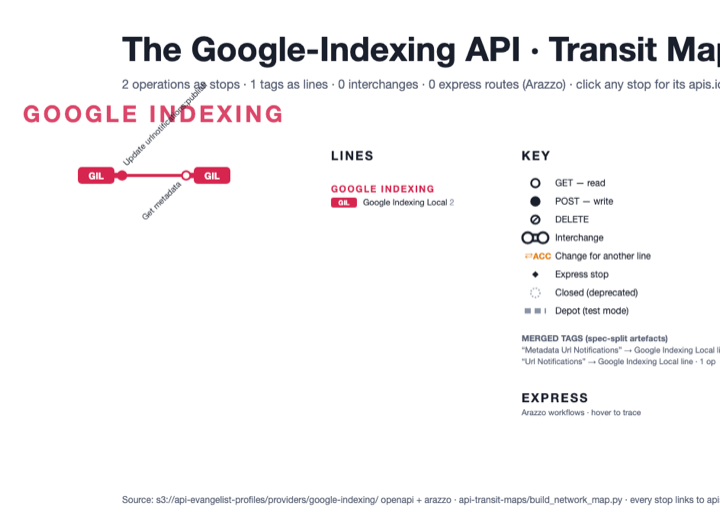 The Google-Indexing API · Transit Ma
2 operations as stops · 1 tags as lines · 0 interchanges · 0 express routes (Arazzo) · click any stop for its apis.i
GOOGLE INDEXING
Update urlnotifications:publish
GIL
GIL
Get metadata
LINES
GOOGLE INDEXING
GIL Google Indexing Local 2
KEY
GET — read
POST — write
DELETE
Interchange
⇄ACC Change for another line
Express stop
Closed (deprecated)
Depot (test mode)
MERGED TAGS (spec-split artefacts)
“Metadata Url Notifications” → Google Indexing Local li
“Url Notifications” → Google Indexing Local line · 1 op
EXPRESS
Arazzo workflows · hover to trace
Source: s3://api-evangelist-profiles/providers/google-indexing/ openapi + arazzo · api-transit-maps/build_network_map.py · every stop links to api